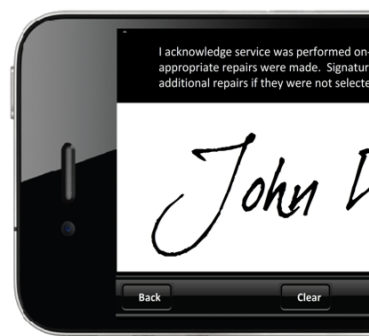 I acknowledge service was performed on-
appropriate repairs were made. Signatur
additional repairs if they were not selecte
John
Back
Clear